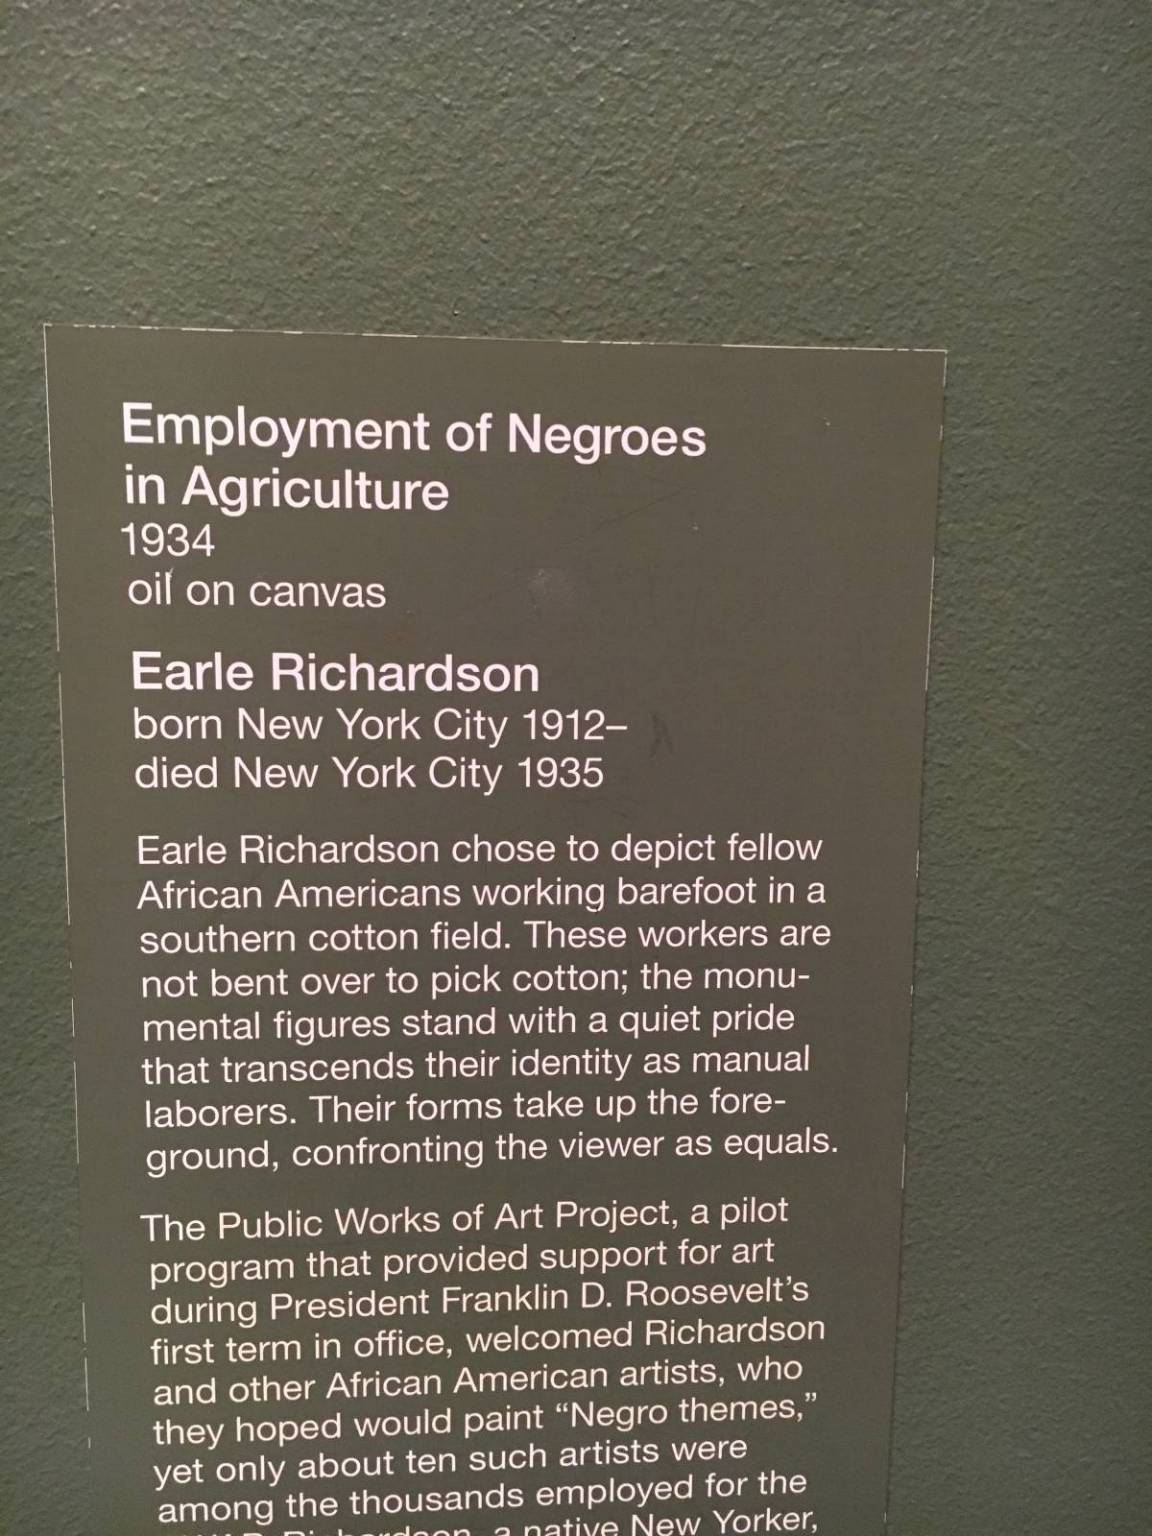 Employment of Negroes
in Agriculture
1934
oil on canvas
Earle Richardson
born New York City 1912–
died New York City 1935
Earle Richardson chose to depict fellow
African Americans working barefoot in a
southern cotton field. These workers are
not bent over to pick cotton; the monu-
mental figures stand with a quiet pride
that transcends their identity as manual
laborers. Their forms take up the fore-
ground, confronting the viewer as equals.
The Public Works of Art Project, a pilot
program that provided support for art
during President Franklin D. Roosevelt's
first term in office, welcomed Richardson
and other African American artists, who
they hoped would paint “Negro themes,”
yet only about ten such artists were
among the thousands employed for the
Richardson, a native New Yorker,